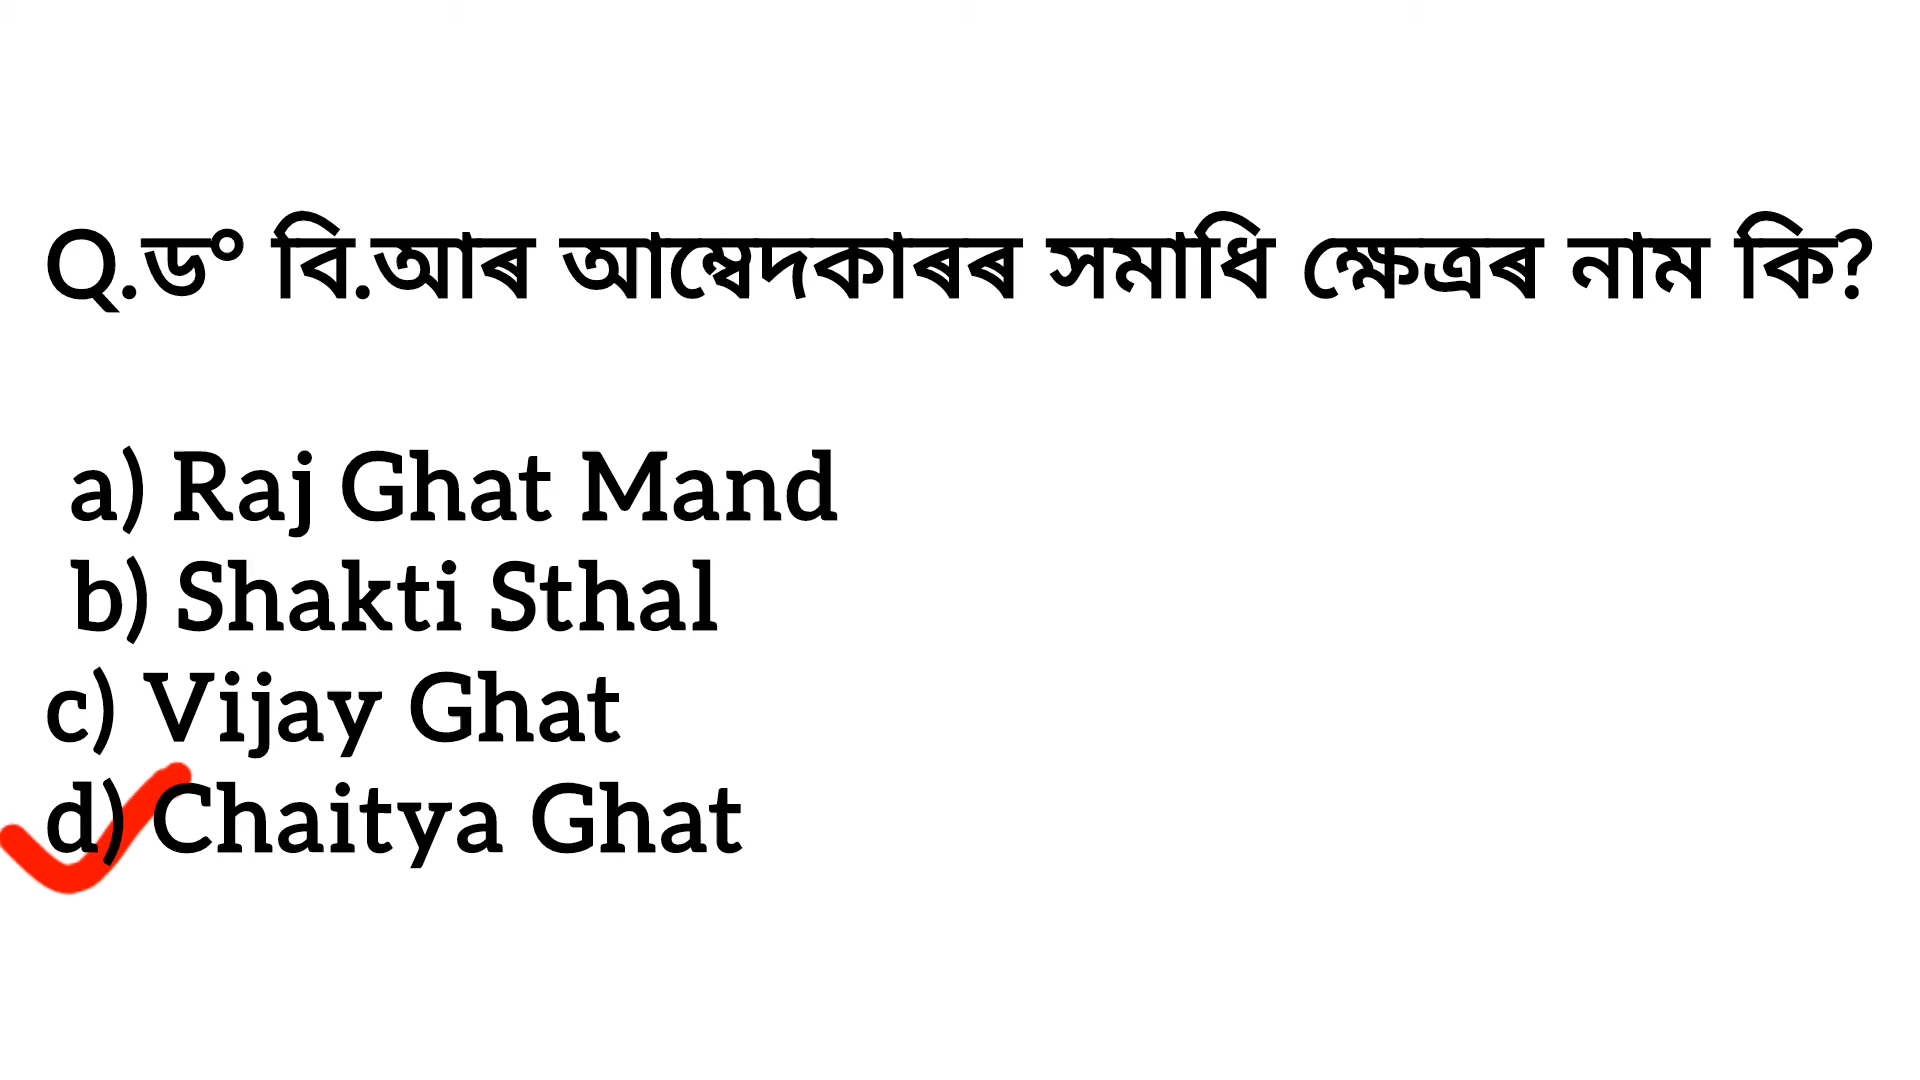 Q.ড° বি.আৰ আম্বেদকাৰৰ সমাধি ক্ষেত্ৰৰ নাম কি?
a) Raj Ghat Mand
b) Shakti Sthal
c) Vijay Ghat
d) Chaitya Ghat